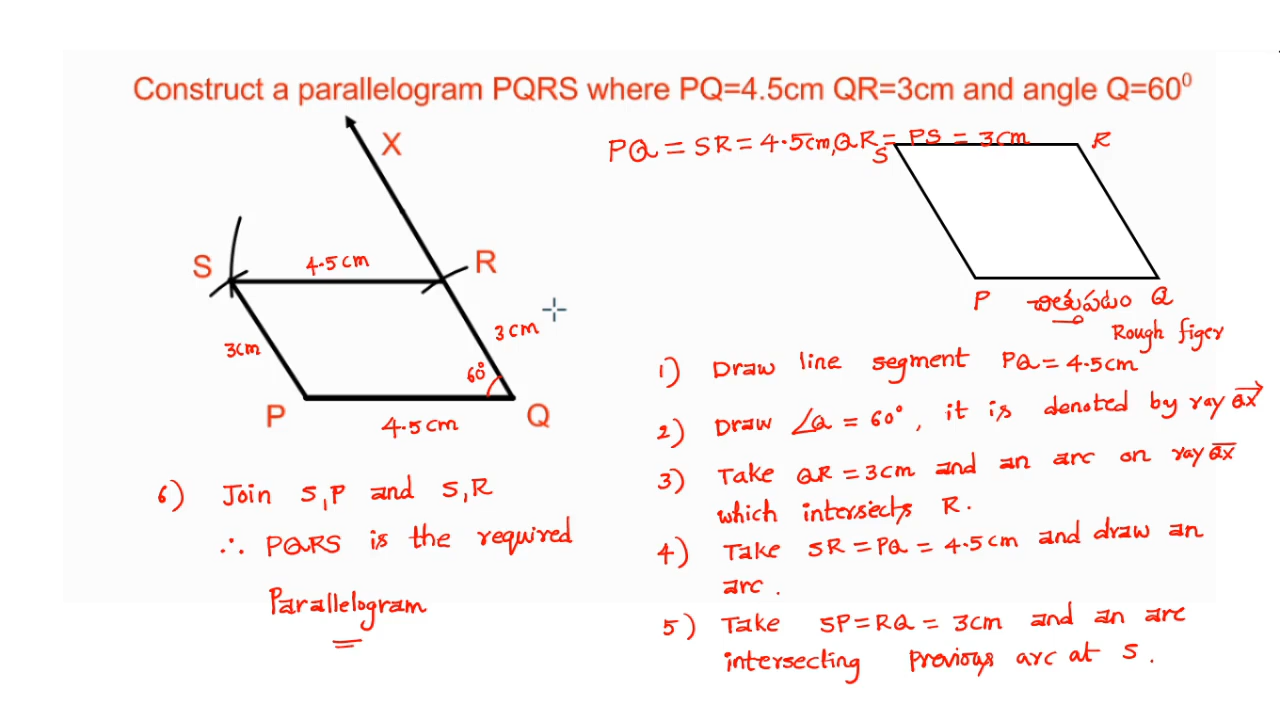 Construct a parallelogram PQRS where PQ=4.5cm QR=3cm and angle Q=60⁰
PQ = SR = 4.5cm, QR = PS = 3cm
S
R
P
చిత్తుపటం
Q
Rough figer
X
S
4.5cm
R
3cm
3cm
60°
P
4.5cm
Q
1) Draw line segment PQ = 4.5cm
2) Draw ∠Q = 60°, it is denoted by ray QX
3) Take QR = 3cm and an arc on ray QX
which intersects R.
4) Take SR = PQ = 4.5cm and draw an
arc.
5) Take SP = RQ = 3cm and an arc
intersecting previous arc at S.
6) Join S,P and S,R
∴ PQRS is the required
Parallelogram